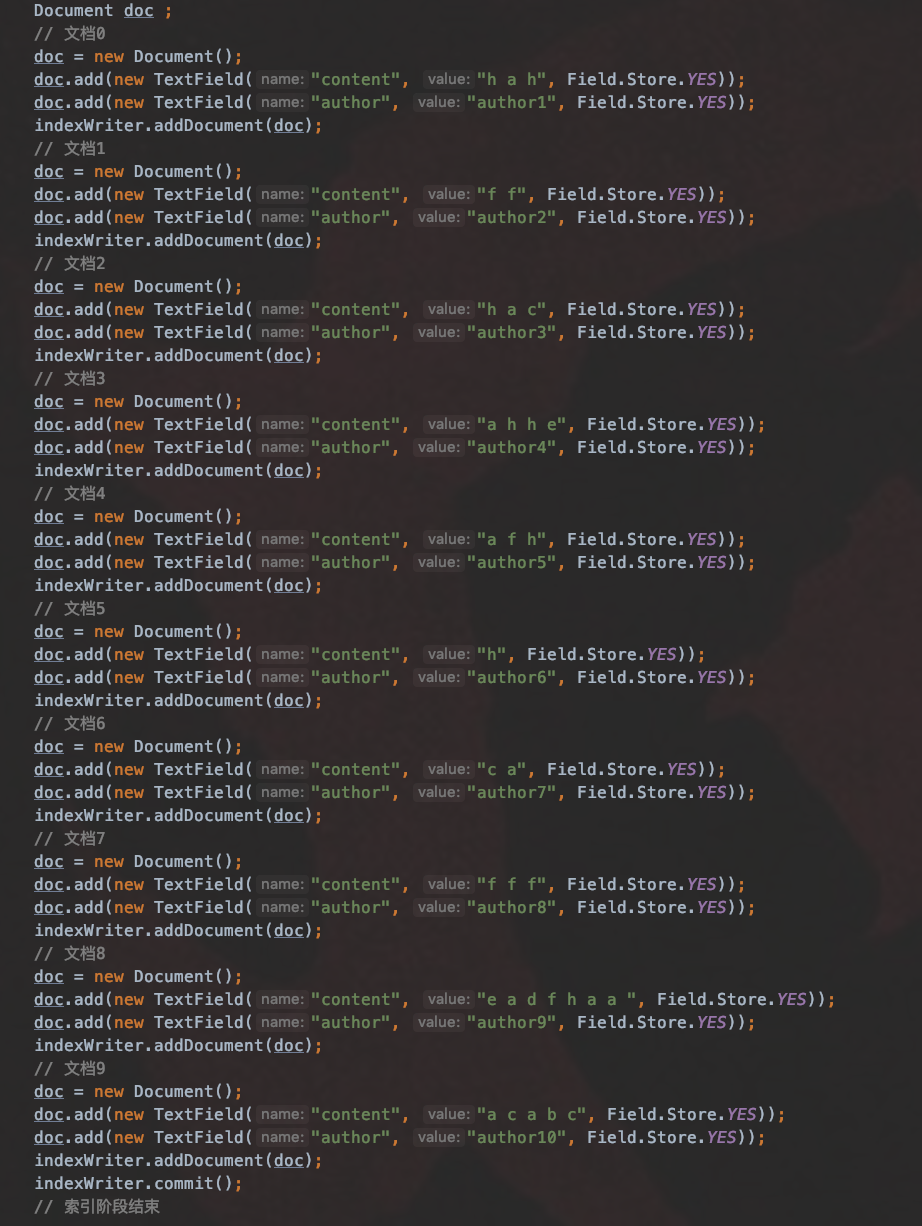 Document doc ;
// 文档0
doc = new Document();
doc.add(new TextField( name: "content", value: "h a h", Field.Store.YES));
doc.add(new TextField( name: "author", value: "author1", Field.Store.YES));
indexWriter.addDocument(doc);
// 文档1
doc = new Document();
doc.add(new TextField( name: "content", value: "f f", Field.Store.YES));
doc.add(new TextField( name: "author", value: "author2", Field.Store.YES));
indexWriter.addDocument(doc);
// 文档2
doc = new Document();
doc.add(new TextField( name: "content", value: "h a c", Field.Store.YES));
doc.add(new TextField( name: "author", value: "author3", Field.Store.YES));
indexWriter.addDocument(doc);
// 文档3
doc = new Document();
doc.add(new TextField( name: "content", value: "a h h e", Field.Store.YES));
doc.add(new TextField( name: "author", value: "author4", Field.Store.YES));
indexWriter.addDocument(doc);
// 文档4
doc = new Document();
doc.add(new TextField( name: "content", value: "a f h", Field.Store.YES));
doc.add(new TextField( name: "author", value: "author5", Field.Store.YES));
indexWriter.addDocument(doc);
// 文档5
doc = new Document();
doc.add(new TextField( name: "content", value: "h", Field.Store.YES));
doc.add(new TextField( name: "author", value: "author6", Field.Store.YES));
indexWriter.addDocument(doc);
// 文档6
doc = new Document();
doc.add(new TextField( name: "content", value: "c a", Field.Store.YES));
doc.add(new TextField( name: "author", value: "author7", Field.Store.YES));
indexWriter.addDocument(doc);
// 文档7
doc = new Document();
doc.add(new TextField( name: "content", value: "f f f", Field.Store.YES));
doc.add(new TextField( name: "author", value: "author8", Field.Store.YES));
indexWriter.addDocument(doc);
// 文档8
doc = new Document();
doc.add(new TextField( name: "content", value: "e a d f h a a ", Field.Store.YES));
doc.add(new TextField( name: "author", value: "author9", Field.Store.YES));
indexWriter.addDocument(doc);
// 文档9
doc = new Document();
doc.add(new TextField( name: "content", value: "a c a b c", Field.Store.YES));
doc.add(new TextField( name: "author", value: "author10", Field.Store.YES));
indexWriter.addDocument(doc);
indexWriter.commit();
// 索引阶段结束